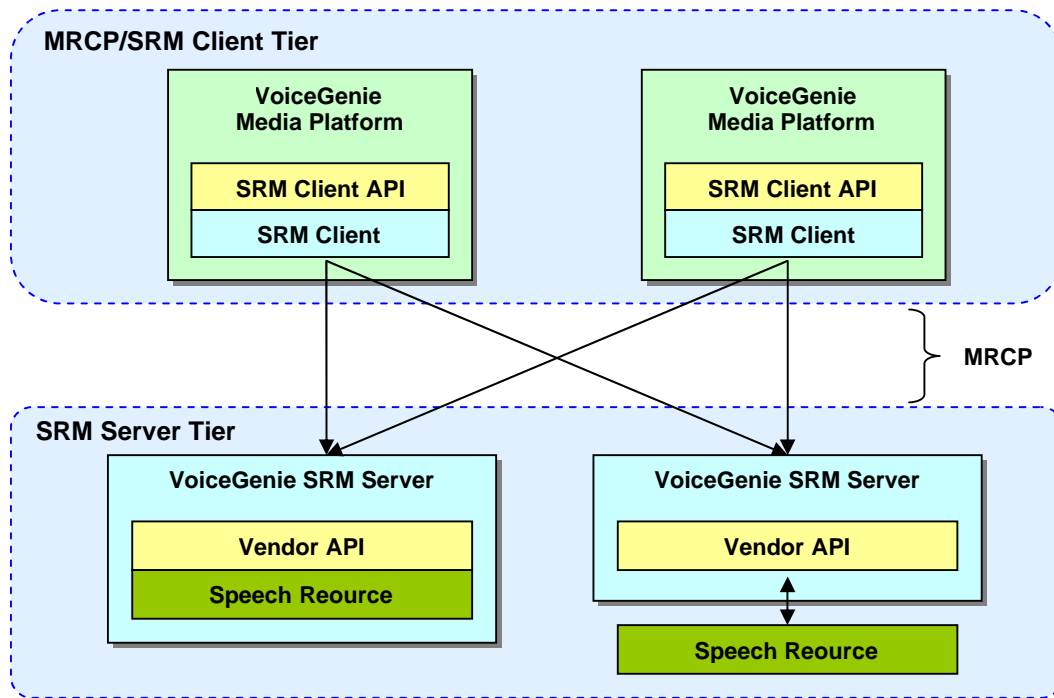 MRCP/SRM Client Tier
VoiceGenie
Media Platform
SRM Client API
SRM Client
VoiceGenie
Media Platform
SRM Client API
SRM Client
MRCP
SRM Server Tier
VoiceGenie SRM Server
Vendor API
Speech Reource
VoiceGenie SRM Server
Vendor API
Speech Reource